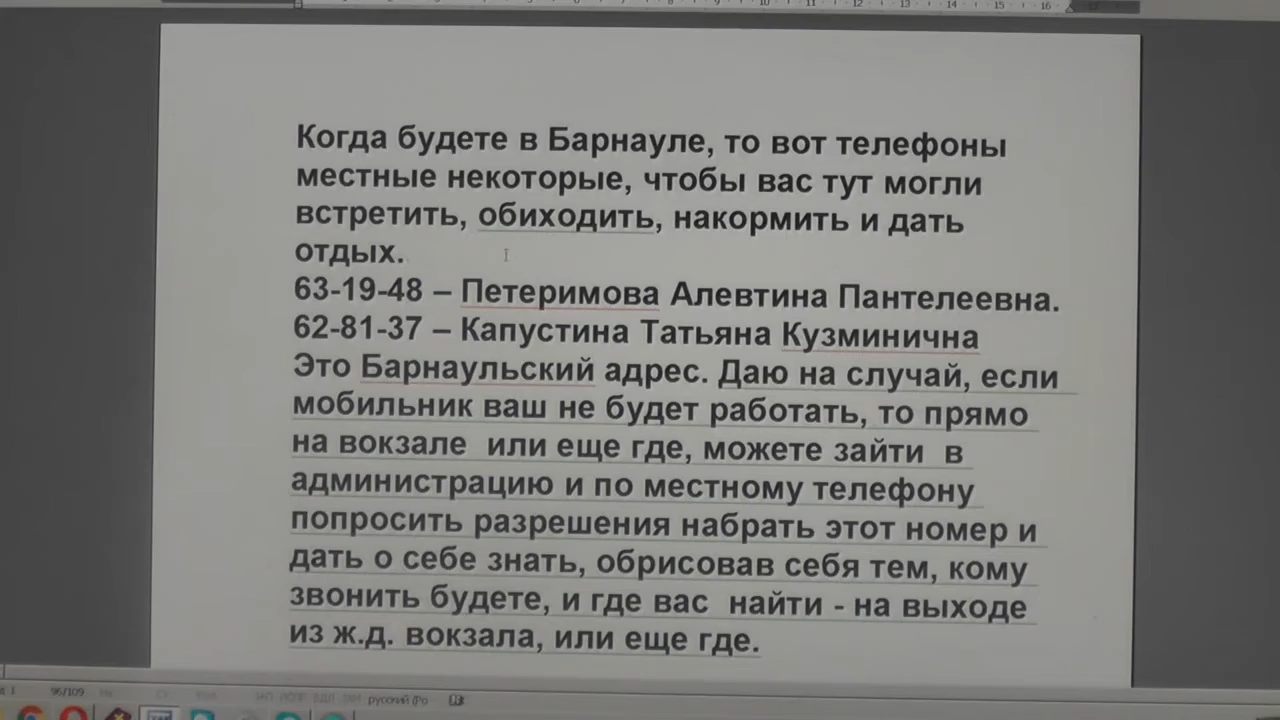 Когда будете в Барнауле, то вот телефоны
местные некоторые, чтобы вас тут могли
встретить, обиходить, накормить и дать
отдых.
63-19-48 – Петеримова Алевтина Пантелеевна.
62-81-37 – Капустина Татьяна Кузминична
Это Барнаульский адрес. Даю на случай, если
мобильник ваш не будет работать, то прямо
на вокзале или еще где, можете зайти в
администрацию и по местному телефону
попросить разрешения набрать этот номер и
дать о себе знать, обрисовав себя тем, кому
звонить будете, и где вас найти - на выходе
из ж.д. вокзала, или еще где.
96/109 русский (Ро